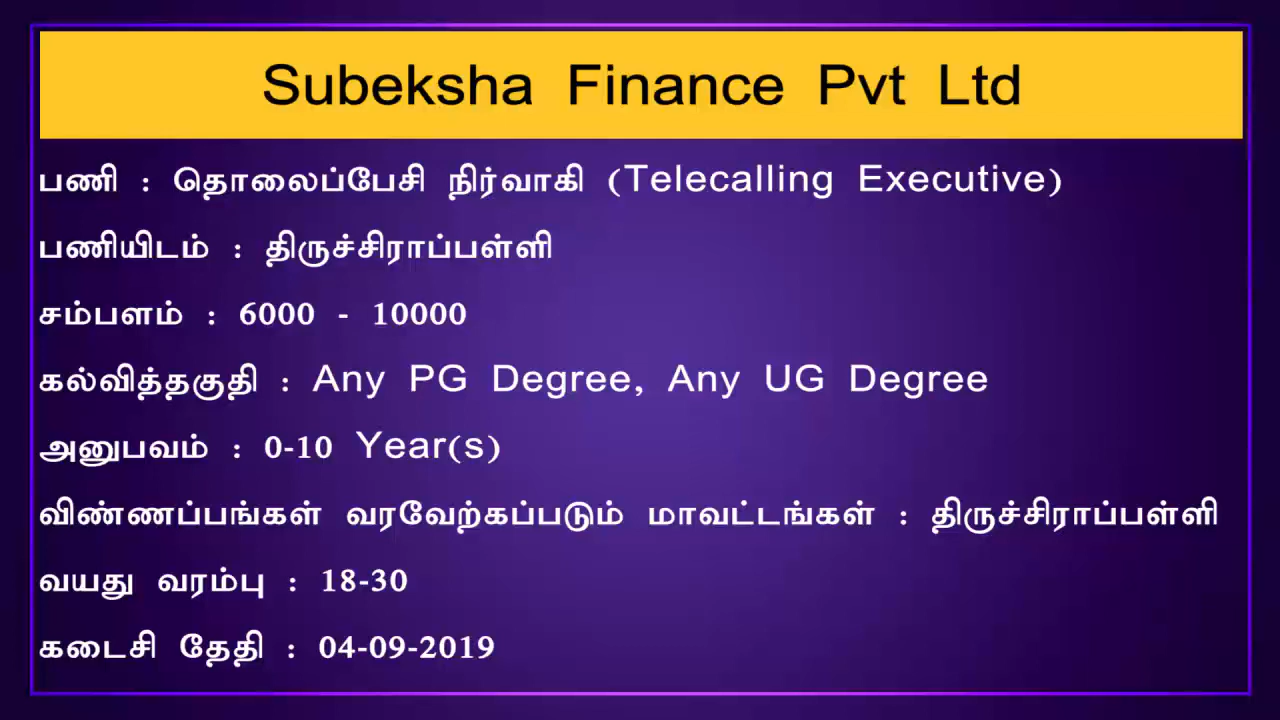 Subeksha Finance Pvt Ltd
பணி : தொலைப்பேசி நிர்வாகி (Telecalling Executive)
பணியிடம் : திருச்சிராப்பள்ளி
சம்பளம் : 6000 - 10000
கல்வித்தகுதி : Any PG Degree, Any UG Degree
அனுபவம் : 0-10 Year(s)
விண்ணப்பங்கள் வரவேற்கப்படும் மாவட்டங்கள் : திருச்சிராப்பள்ளி
வயது வரம்பு : 18-30
கடைசி தேதி : 04-09-2019